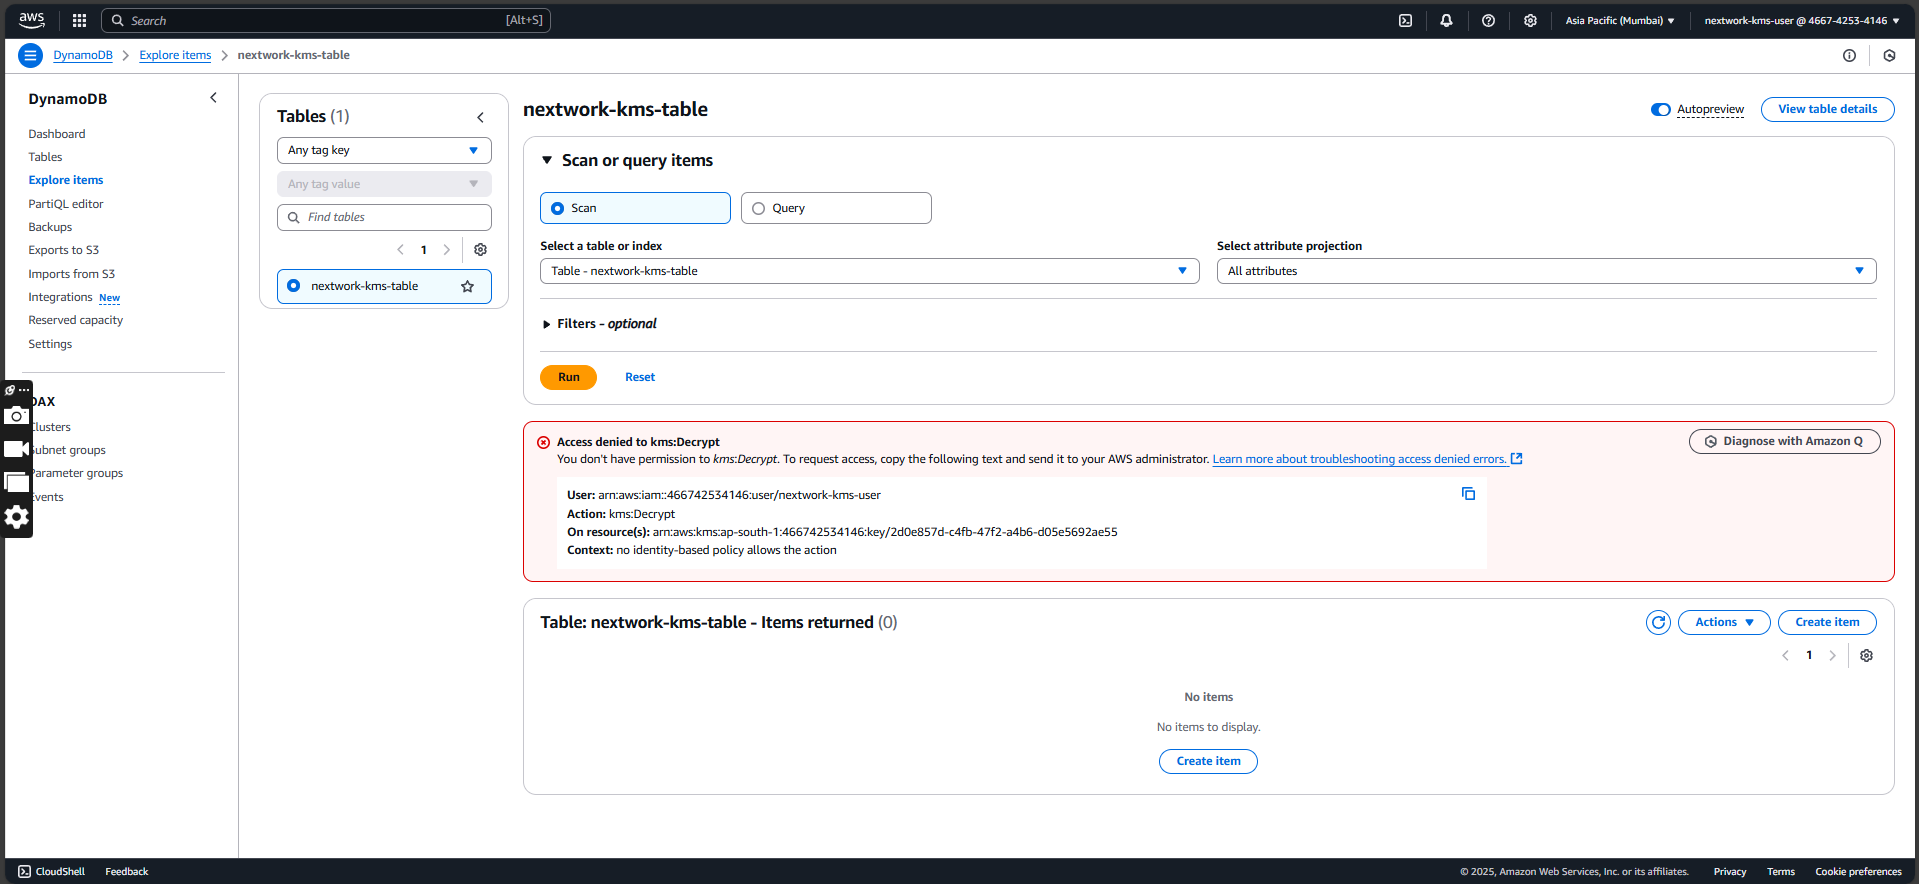 aws
Search [Alt+S]
Asia Pacific (Mumbai) ▼
nextwork-kms-user @ 4667-4253-4146 ▼
DynamoDB > Explore items > nextwork-kms-table
DynamoDB
Dashboard
Tables
Explore items
PartiQL editor
Backups
Exports to S3
Imports from S3
Integrations New
Reserved capacity
Settings
DAX
Clusters
Subnet groups
Parameter groups
Events
Tables (1)
Any tag key
Any tag value
Find tables
1
nextwork-kms-table
nextwork-kms-table
Autopreview
View table details
Scan or query items
Scan
Query
Select a table or index
Table - nextwork-kms-table
Select attribute projection
All attributes
Filters - optional
Run
Reset
Access denied to kms:Decrypt
You don't have permission to kms:Decrypt. To request access, copy the following text and send it to your AWS administrator. Learn more about troubleshooting access denied errors.
Diagnose with Amazon Q
User: arn:aws:iam::466742534146:user/nextwork-kms-user
Action: kms:Decrypt
On resource(s): arn:aws:kms:ap-south-1:466742534146:key/2d0e857d-c4fb-47f2-a4b6-d05e5692ae55
Context: no identity-based policy allows the action
Table: nextwork-kms-table - Items returned (0)
Actions ▼
Create item
1
No items
No items to display.
Create item
CloudShell
Feedback
© 2025, Amazon Web Services, Inc. or its affiliates.
Privacy
Terms
Cookie preferences